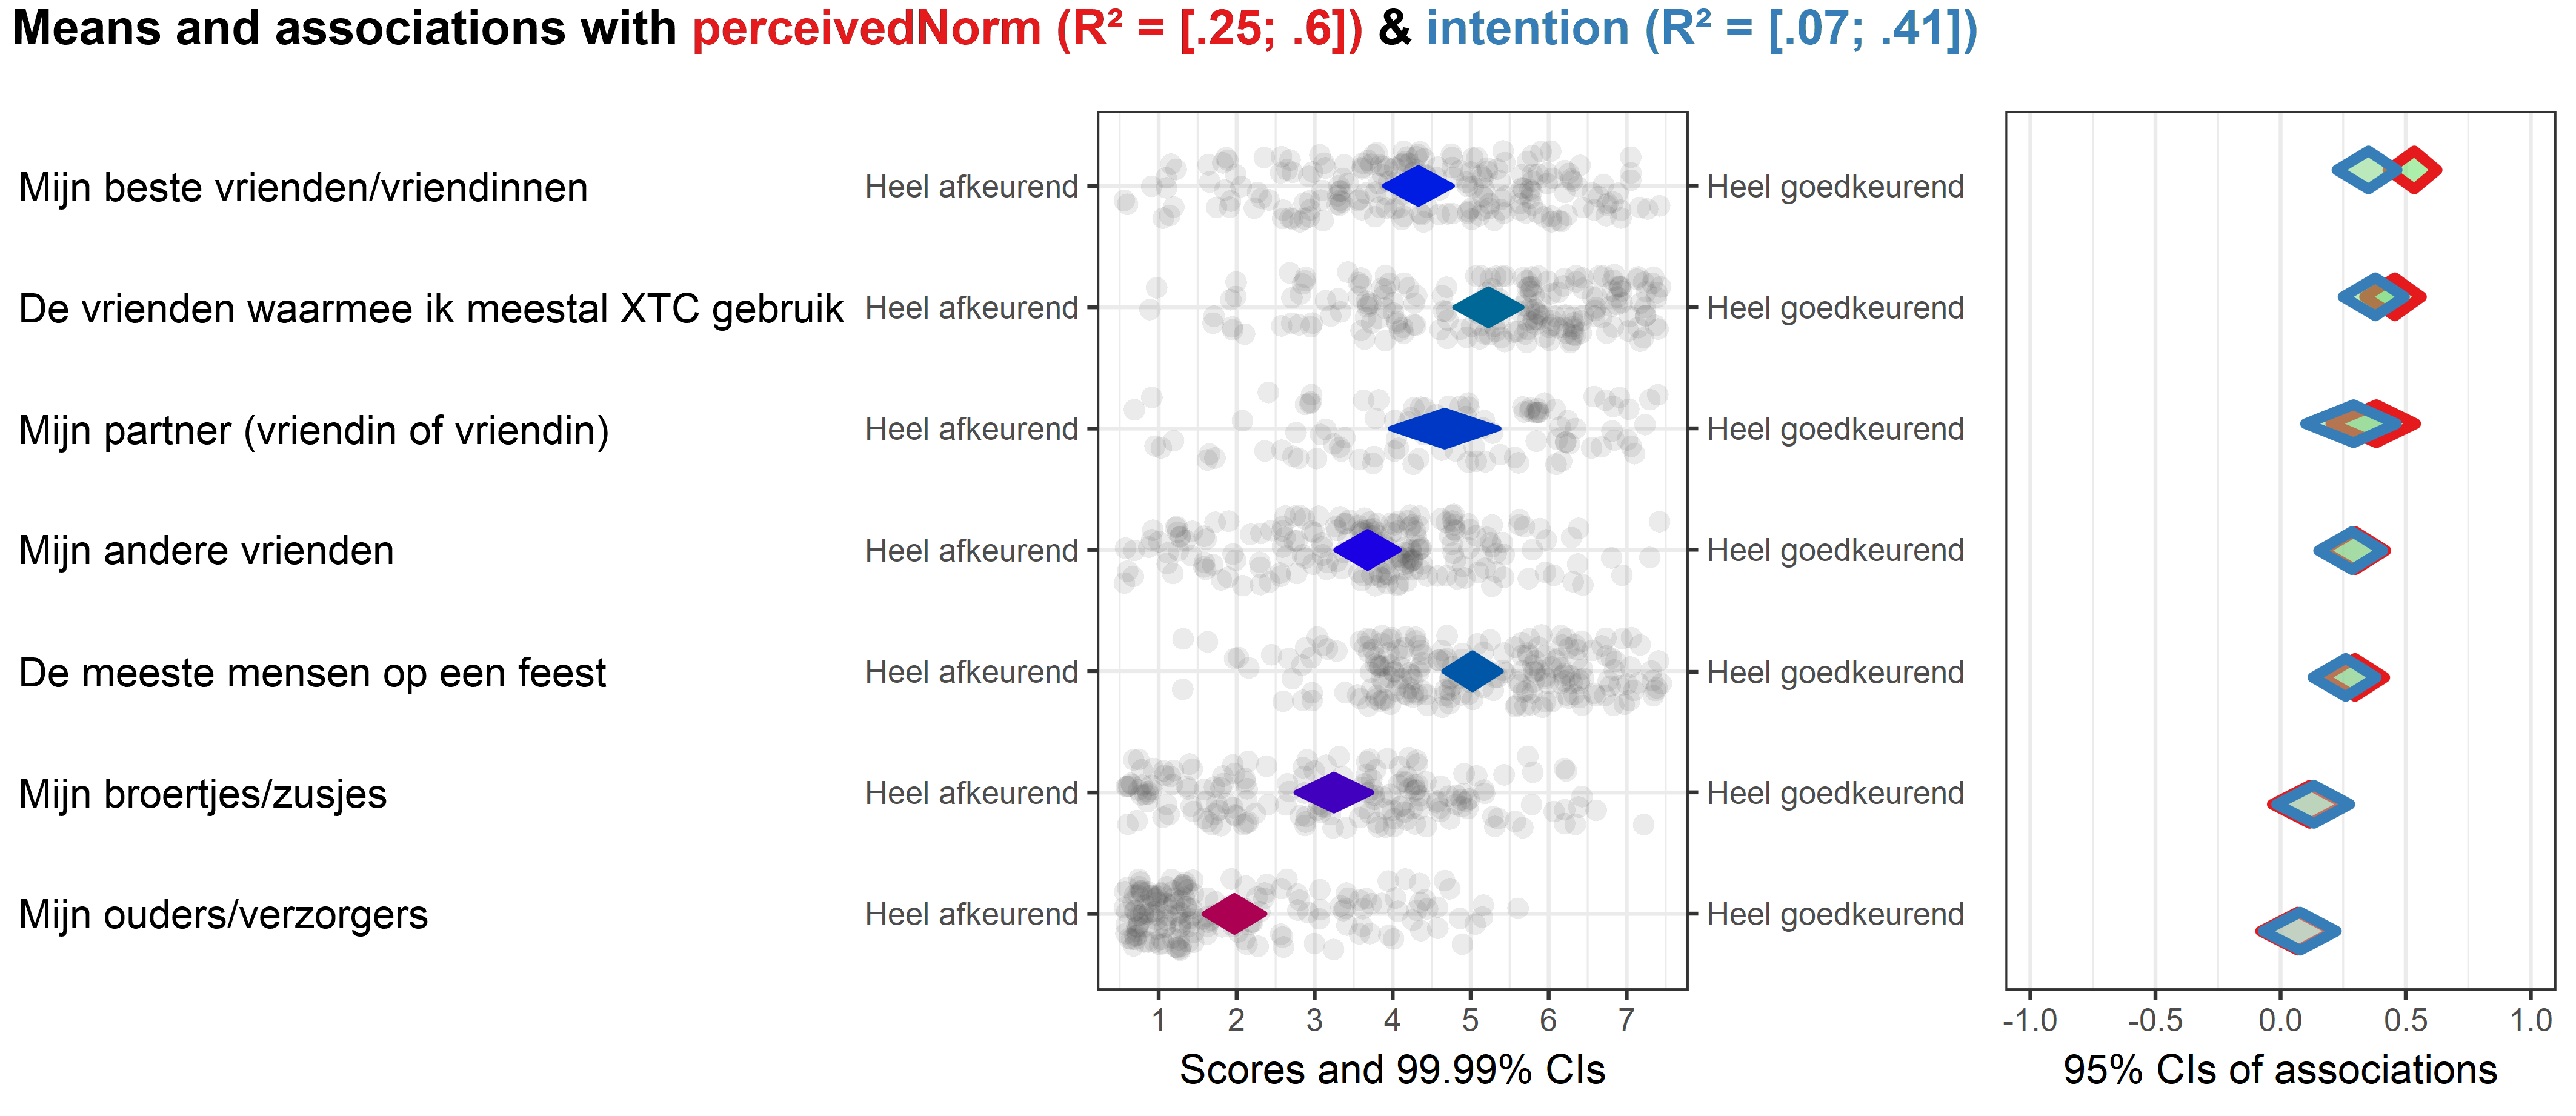 Means and associations with perceivedNorm (R² = [.25; .6]) & intention (R² = [.07; .41])
Mijn beste vrienden/vriendinnen Heel afkeurend Heel goedkeurend
De vrienden waarmee ik meestal XTC gebruik Heel afkeurend Heel goedkeurend
Mijn partner (vriendin of vriendin) Heel afkeurend Heel goedkeurend
Mijn andere vrienden Heel afkeurend Heel goedkeurend
De meeste mensen op een feest Heel afkeurend Heel goedkeurend
Mijn broertjes/zusjes Heel afkeurend Heel goedkeurend
Mijn ouders/verzorgers Heel afkeurend Heel goedkeurend
1 2 3 4 5 6 7 -1.0 -0.5 0.0 0.5 1.0
Scores and 99.99% CIs 95% CIs of associations